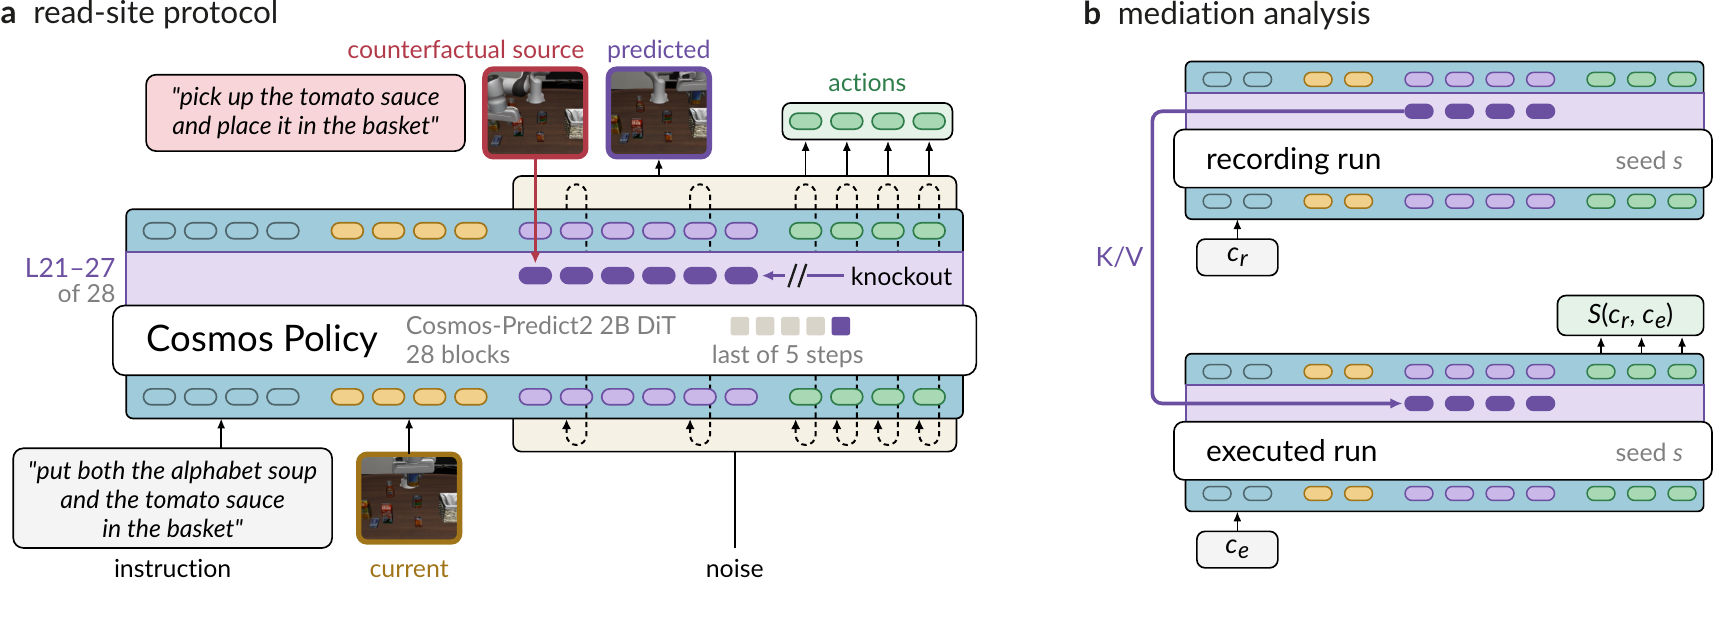 a read-site protocol
counterfactual source
predicted
"pick up the tomato sauce
and place it in the basket"
actions
L21–27
of 28
knockout
Cosmos Policy
Cosmos-Predict2 2B DiT
28 blocks
last of 5 steps
"put both the alphabet soup
and the tomato sauce
in the basket"
instruction
current
noise
b mediation analysis
recording run
seed s
c_r
K/V
S(c_r, c_e)
executed run
seed s
c_e